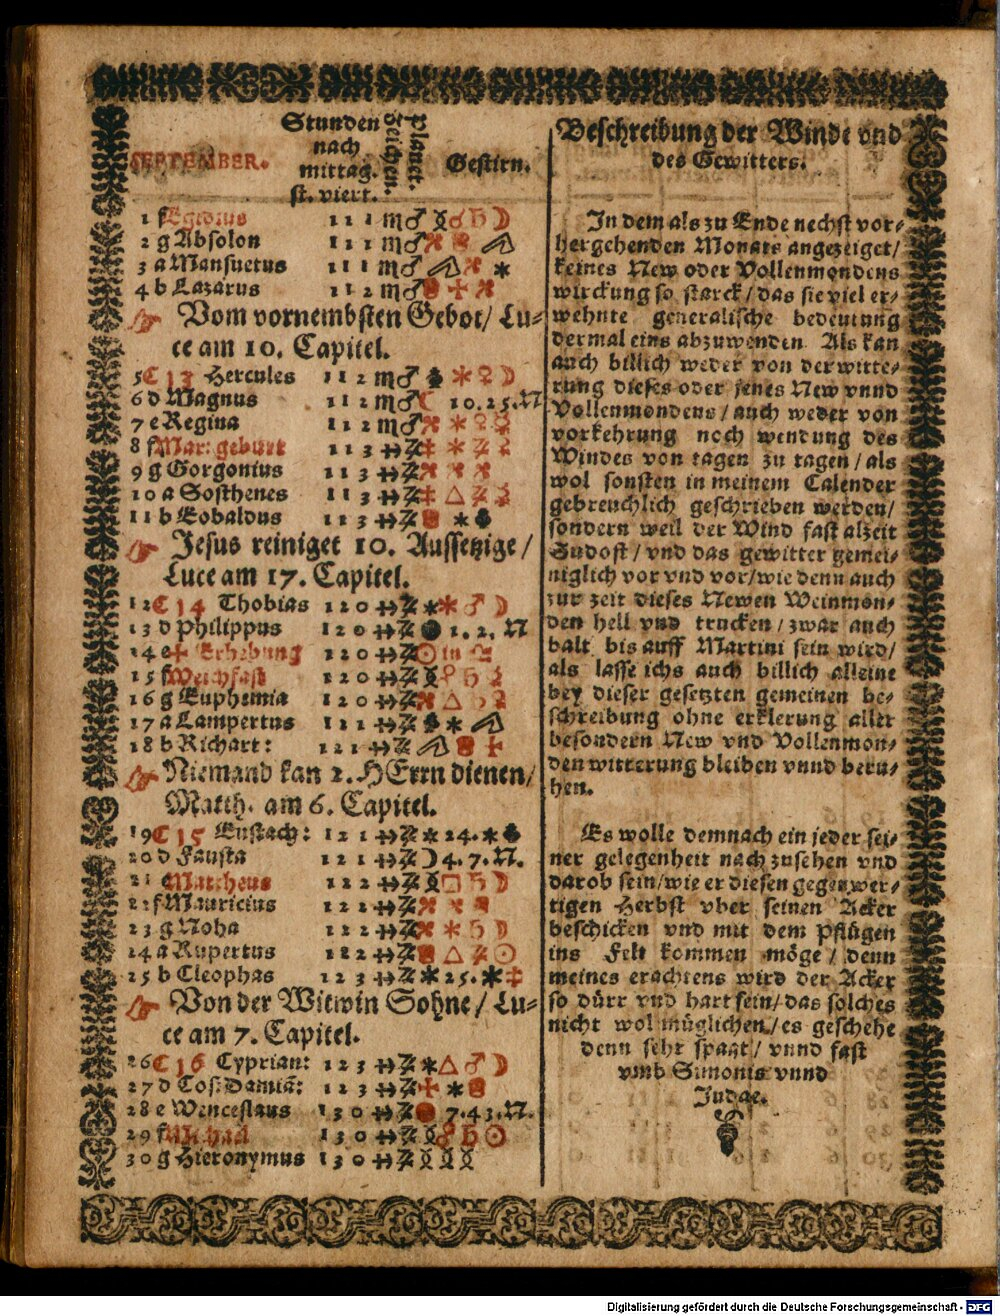 SEPTEMBER.
Stunden
nach
mittag.
st. viert.
Zeichen.
Planet.
Gestirn.
1 f Egidius 1 1 1 ♏ ♂ ☌ ♄ ☽
2 g Absolon 1 1 1 ♏ ♂
3 a Mansuetus 1 1 1 ♏ ♂ ✱
4 b Lazarus 1 1 2 ♏ ♂
Vom vornembsten Gebot/ Lu-
ce am 10. Capitel.
5 C 13 Hercules 1 1 2 ♏ ♂ ✱ ♀ ☽
6 d Magnus 1 1 2 ♏ ♂ ☾ 10. 25. N
7 e Regina 1 1 2 ♏ ♂ ✱ ♀ ☿
8 f Mar: geburt 1 1 3 ✱ ♃
9 g Gorgonius 1 1 3
10 a Sosthenes 1 1 3 △ ♃
11 b Eobaldus 1 1 3 ✱
Jesus reiniget 10. Aussetzige/
Luce am 17. Capitel.
12 C 14 Thobias 1 2 0 ✱ ✱ ♂ ☽
13 d Philippus 1 2 0 ● 1. 2. N
14 e ✝ Erhebung 1 2 0 ☉ in ♎
15 f Weichfast 1 2 0 ♀ ♄
16 g Euphemia 1 2 0 △ ♄
17 a Lampertus 1 2 1 ✱
18 b Richart: 1 2 1
Niemand kan 2. HErrn dienen/
Matth. am 6. Capitel.
19 C 15 Eustach: 1 2 1 ✱ 24. ✱
20 d Fausta 1 2 1 ☽ 4. 7. N.
21 Mattheus 1 2 2 □ ♄ ☽
22 f Mauricius 1 2 2
23 g Noha 1 2 2 ✱ ♄ ☽
24 a Rupertus 1 2 2 △ ♃ ☉
25 b Cleophas 1 2 3 ✱ 25. ✱
Von der Witwin Sohne/ Lu-
ce am 7. Capitel.
26 C 16 Cyprian: 1 2 3 ✱ △ ♂ ☽
27 d Cos: Damiã: 1 2 3 ✱
28 e Wenceslaus 1 3 0 7. 43. N.
29 f Michael 1 3 0 ♂ ♄ ☉
30 g Hieronymus 1 3 0
Beschreibung der Winde vnd
des Gewitters.
In dem als zu Ende nechst vor-
hergehenden Monats angezeiget/
keines New oder Vollenmondens
wirckung so starck/ das sie viel er-
wehnte generalische bedeutung
dermal eins abzuwenden. Als kan
auch billich weder von der witte-
rung dieses oder jenes New vnnd
Vollenmondens/ auch weder von
vorkehrung noch wendung des
Windes von tagen zu tagen/ als
wol sonsten in meinem Calender
gebreuchlich geschrieben werden/
sondern weil der Wind fast alzeit
Sudost/ vnd das gewitter gemei-
niglich vor vnd vor/ wie denn auch
zur zeit dieses Newen Weinmon-
den hell vnd trucken/ zwar auch
halt bis auff Martini sein wird/
als lasse ichs auch billich alleine
bey dieser gesetzten gemeinen be-
schreibung ohne erklerung aller
besondern New vnd Vollenmon-
den witterung bleiben vnnd beru-
hen.
Es wolle demnach ein jeder sei-
ner gelegenheit nach zusehen vnd
darob sein/ wie er diesen gegenwer-
tigen Herbst vber seinen Acker
beschicken vnd mit dem Pflügen
ins Felt kommen möge/ denn
meines erachtens wird der Acker
so dürr vnd hart sein/ das solches
nicht wol müglichen/ es geschehe
denn sehr spaat/ vnnd fast
vmb Simonis vnnd
Judae.
Digitalisierung gefördert durch die Deutsche Forschungsgemeinschaft - DFG